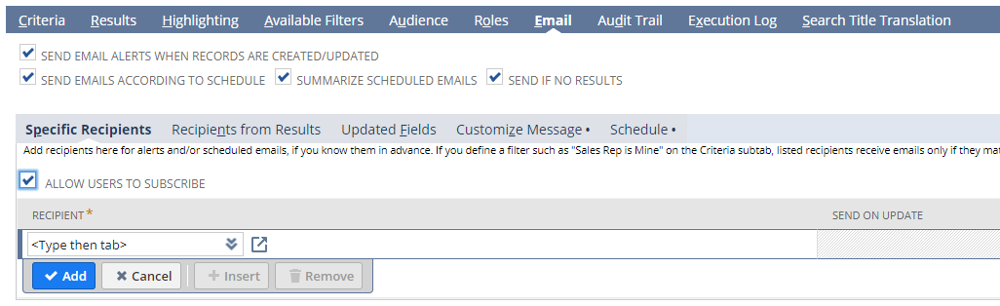 Criteria Results Highlighting Available Filters Audience Roles Email Audit Trail Execution Log Search Title Translation
SEND EMAIL ALERTS WHEN RECORDS ARE CREATED/UPDATED
SEND EMAILS ACCORDING TO SCHEDULE SUMMARIZE SCHEDULED EMAILS SEND IF NO RESULTS
Specific Recipients Recipients from Results Updated Fields Customize Message • Schedule •
Add recipients here for alerts and/or scheduled emails, if you know them in advance. If you define a filter such as "Sales Rep is Mine" on the Criteria subtab, listed recipients receive emails only if they ma
ALLOW USERS TO SUBSCRIBE
RECIPIENT * SEND ON UPDATE
<Type then tab>
Add Cancel Insert Remove